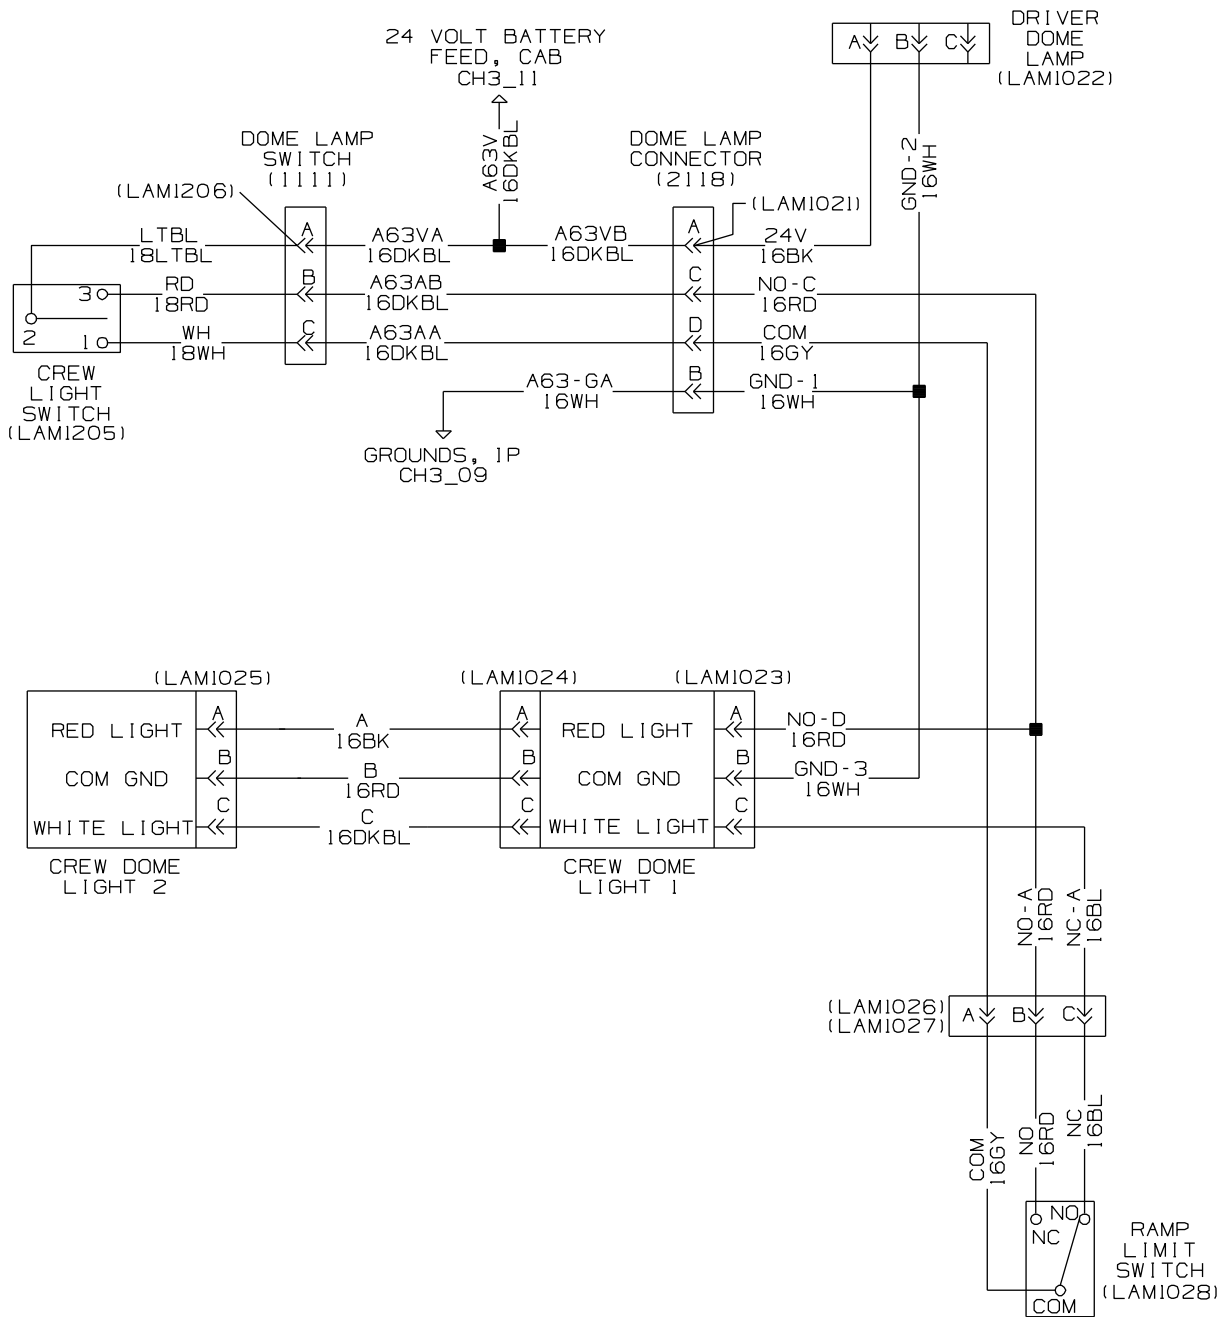 24 VOLT BATTERY
FEED, CAB
CH3_11
A63V
16DKBL
DRIVER
DOME
LAMP
(LAM1022)
A
B
C
GND-2
16WH
DOME LAMP
SWITCH
(1111)
(LAM1206)
DOME LAMP
CONNECTOR
(2118)
(LAM1021)
LTBL
18LTBL
A
A63VA
16DKBL
A63VB
16DKBL
A
24V
16BK
3
RD
18RD
B
A63AB
16DKBL
C
NO-C
16RD
2
1
WH
18WH
C
A63AA
16DKBL
D
COM
16GY
CREW
LIGHT
SWITCH
(LAM1205)
A63-GA
16WH
B
GND-1
16WH
GROUNDS, IP
CH3_09
(LAM1025)
(LAM1024)
(LAM1023)
RED LIGHT
A
A
16BK
A
RED LIGHT
A
NO-D
16RD
COM GND
B
B
16RD
B
COM GND
B
GND-3
16WH
WHITE LIGHT
C
C
16DKBL
C
WHITE LIGHT
C
CREW DOME
LIGHT 2
CREW DOME
LIGHT 1
NO-A
16RD
NC-A
16BL
(LAM1026)
(LAM1027)
A
B
C
COM
16GY
NO
16RD
NC
16BL
NO
NC
COM
RAMP
LIMIT
SWITCH
(LAM1028)